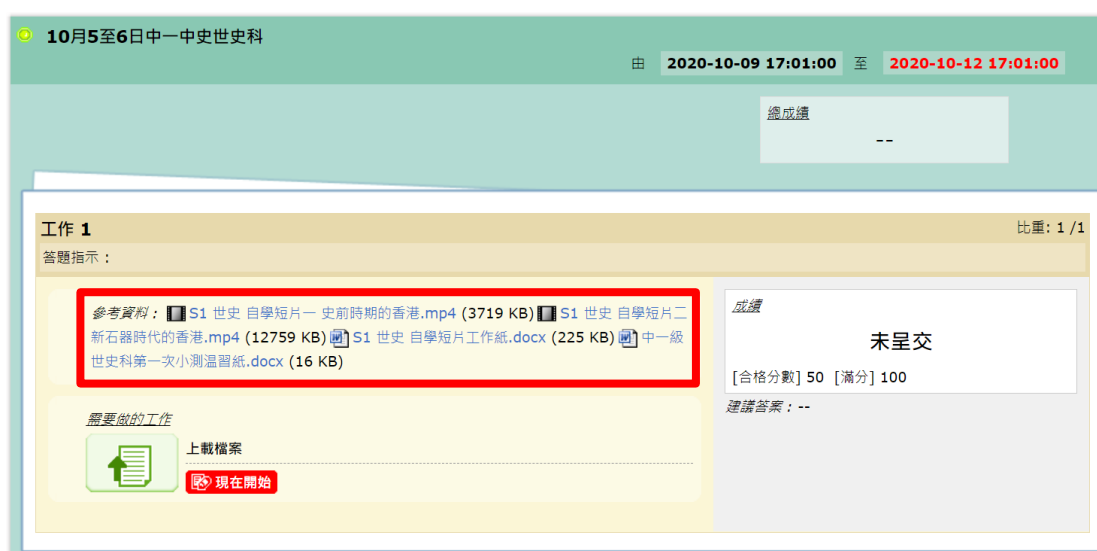 10月5至6日中一中史世史科
由 2020-10-09 17:01:00 至 2020-10-12 17:01:00
總成績
--
工作 1
比重: 1 /1
答題指示：
參考資料： S1 世史 自學短片一 史前時期的香港.mp4 (3719 KB) S1 世史 自學短片二
新石器時代的香港.mp4 (12759 KB) S1 世史 自學短片工作紙.docx (225 KB) 中一級
世史科第一次小測溫習紙.docx (16 KB)
成績
未呈交
[合格分數] 50 [滿分] 100
建議答案：--
需要做的工作
上載檔案
現在開始